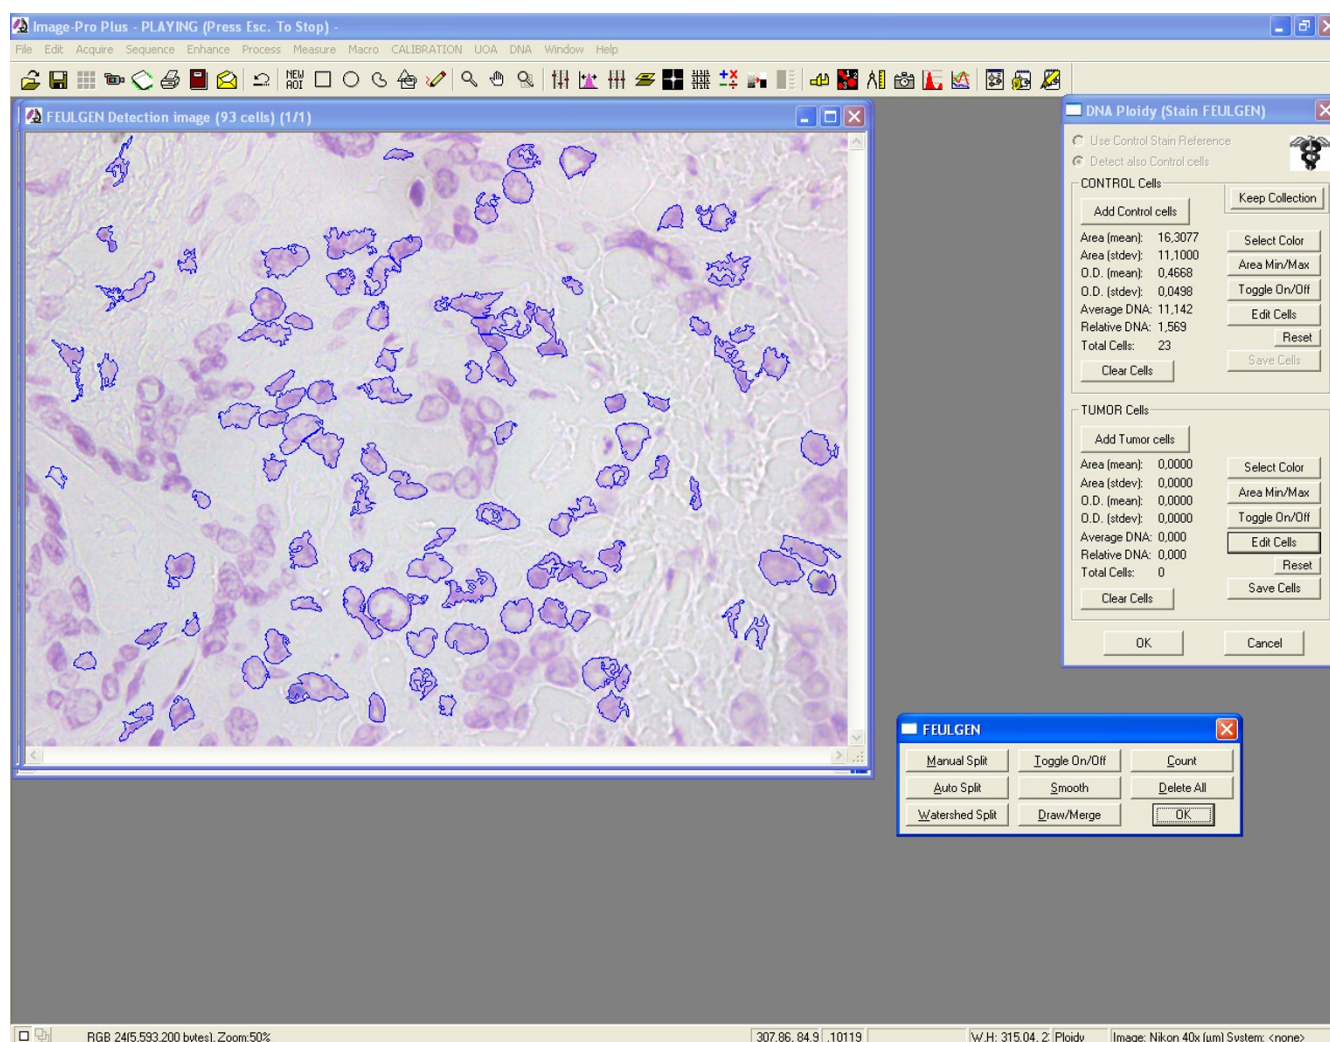 Image-Pro Plus - PLAYING (Press Esc. To Stop) -
File Edit Acquire Sequence Enhance Process Measure Macro CALIBRATION UOA DNA Window Help
NEW AOI
FEULGEN Detection image (93 cells) (1/1)
DNA Ploidy (Stain FEULGEN)
Use Control Stain Reference
Detect also Control cells
CONTROL Cells
Keep Collection
Add Control cells
Area (mean): 16,3077
Select Color
Area (stdev): 11,1000
Area Min/Max
O.D. (mean): 0,4668
O.D. (stdev): 0,0498
Toggle On/Off
Average DNA: 11,142
Edit Cells
Relative DNA: 1,569
Reset
Total Cells: 23
Save Cells
Clear Cells
TUMOR Cells
Add Tumor cells
Area (mean): 0,0000
Select Color
Area (stdev): 0,0000
Area Min/Max
O.D. (mean): 0,0000
O.D. (stdev): 0,0000
Toggle On/Off
Average DNA: 0,000
Edit Cells
Relative DNA: 0,000
Reset
Total Cells: 0
Save Cells
Clear Cells
OK Cancel
FEULGEN
Manual Split Toggle On/Off Count
Auto Split Smooth Delete All
Watershed Split Draw/Merge OK
RGB 24(5,593,200 bytes), Zoom:50% 307.86, 84.9 .10119 W,H: 315.04, 2 Ploidy Image: Nikon 40x (µm) System: <none>